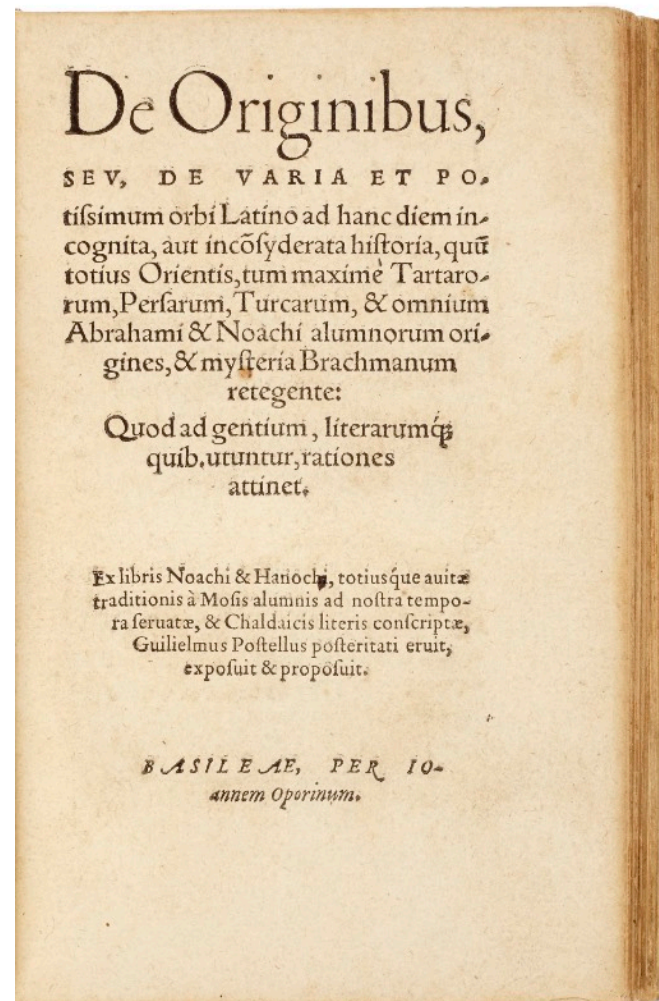 De Originibus,
SEV, DE VARIA ET PO-
tiſsimum orbi Latino ad hanc diem in-
cognita, aut incõſyderata hiſtoria, quũ
totius Orientis, tum maximè Tartaro-
rum, Perſarum, Turcarum, & omnium
Abrahami & Noachi alumnorum ori-
gines, & myſteria Brachmanum
retegente:
Quod ad gentium, literarumq́ꝫ
quib. utuntur, rationes
attinet.
Ex libris Noachi & Hanochi, totiusq́ue auitæ
traditionis à Moſis alumnis ad noſtra tempo-
ra ſeruatæ, & Chaldaicis literis conſcriptæ,
Guilielmus Poſtellus poſteritati eruit,
expoſuit & propoſuit.
BASILEAE, PER IO-
annem Oporinum.